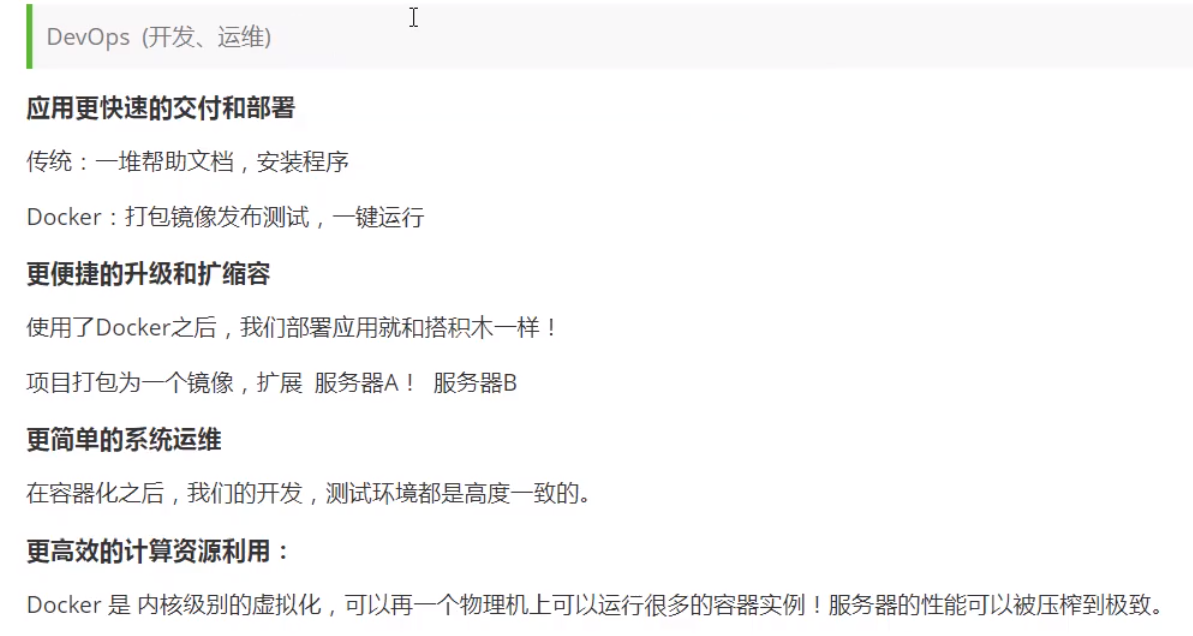 DevOps（开发、运维)
应用更快速的交付和部署
传统：一堆帮助文档，安装程序
Docker：打包镜像发布测试，一键运行
更便捷的升级和扩缩容
使用了Docker之后，我们部署应用就和搭积木一样！
项目打包为一个镜像，扩展 服务器A！ 服务器B
更简单的系统运维
在容器化之后，我们的开发，测试环境都是高度一致的。
更高效的计算资源利用：
Docker 是 内核级别的虚拟化，可以再一个物理机上可以运行很多的容器实例！服务器的性能可以被压榨到极致。